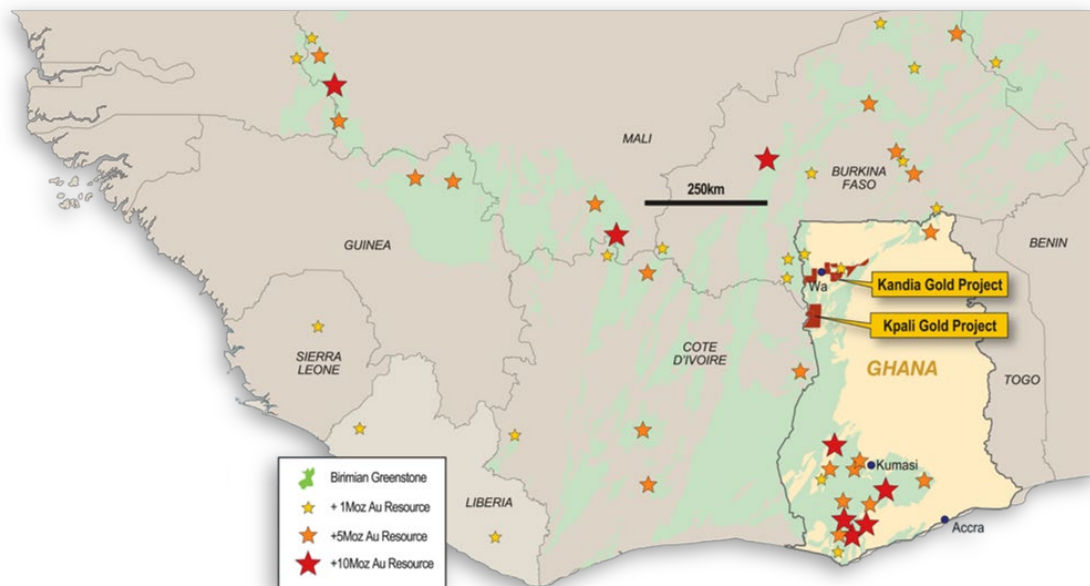 MALI
BURKINA
FASO
250km
BENIN
GUINEA
Wa
Kandia Gold Project
Kpali Gold Project
SIERRA
LEONE
COTE
D'IVOIRE
GHANA
TOGO
Kumasi
LIBERIA
Accra
Birimian Greenstone
+ 1Moz Au Resource
+5Moz Au Resource
+10Moz Au Resource